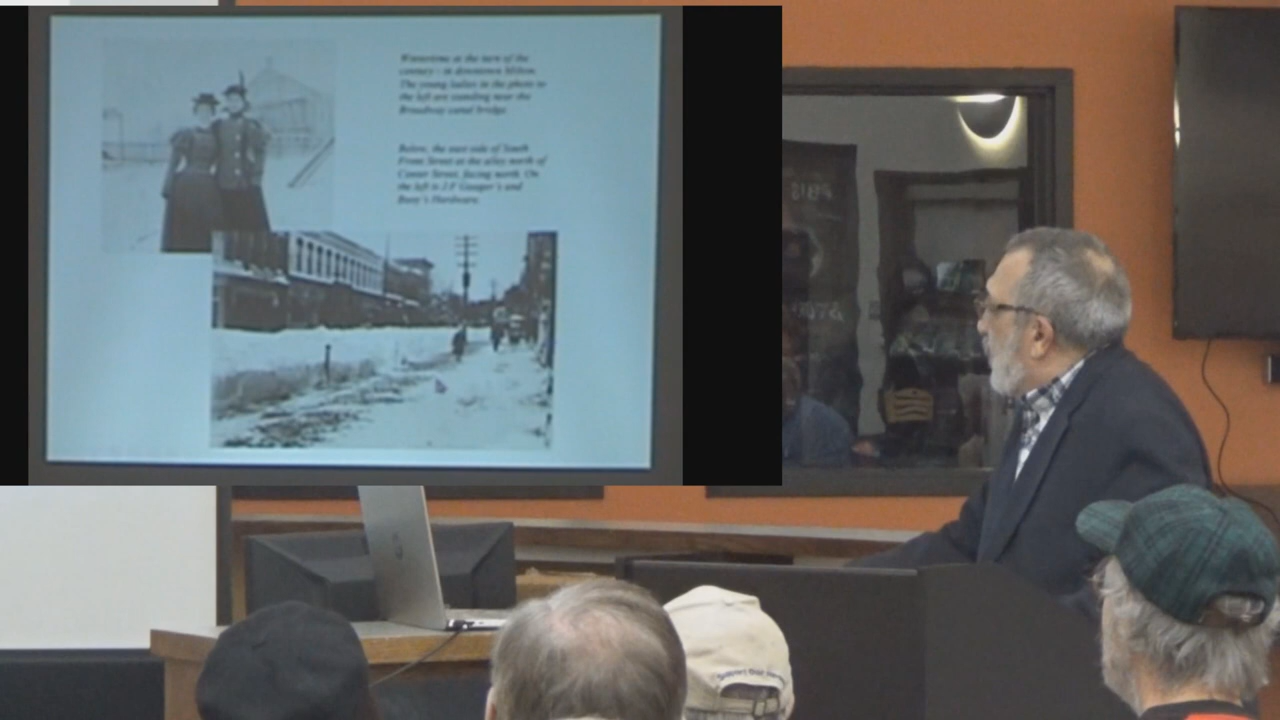 Wintertime at the turn of the
century - in downtown Milton.
The young ladies in the photo to
the left are standing near the
Broadway canal bridge.
Below, the east side of South
Front Street at the alley north of
Center Street, facing north. On
the left is J.F. Gauger's and
Hardware.